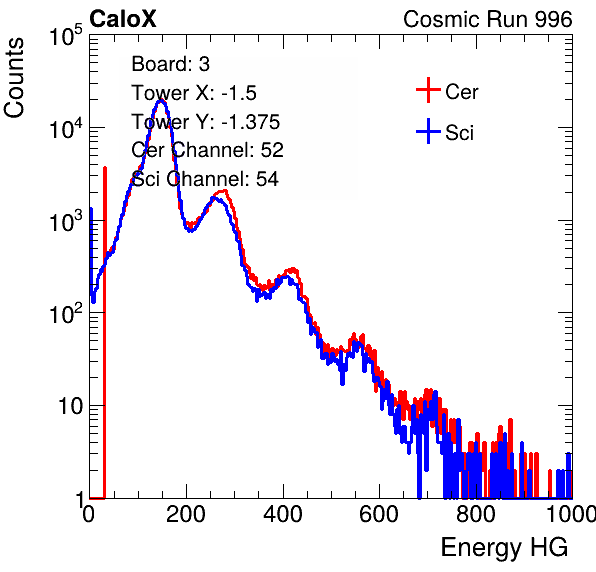 CaloX Cosmic Run 996
Counts
Board: 3
Tower X: -1.5
Tower Y: -1.375
Cer Channel: 52
Sci Channel: 54
Cer
Sci
10^5
10^4
10^3
10^2
10
1
0 200 400 600 800 1000
Energy HG